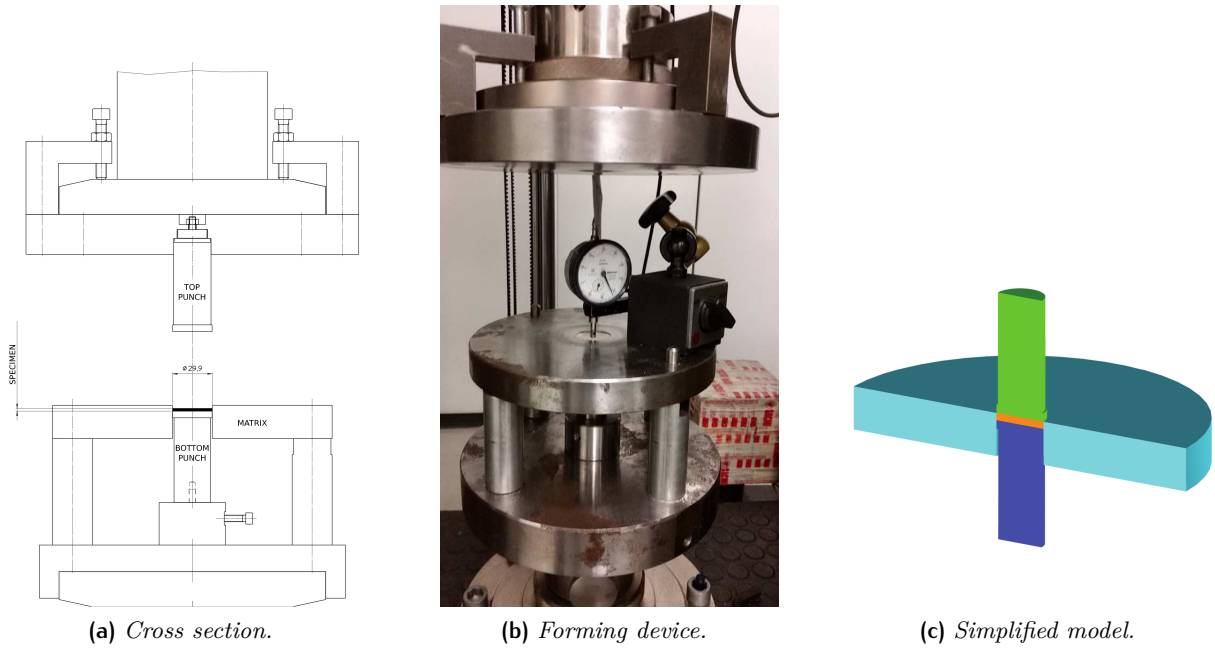 TOP
PUNCH
SPECIMEN
ø 29,9
MATRIX
BOTTOM
PUNCH
(a) Cross section.
(b) Forming device.
(c) Simplified model.